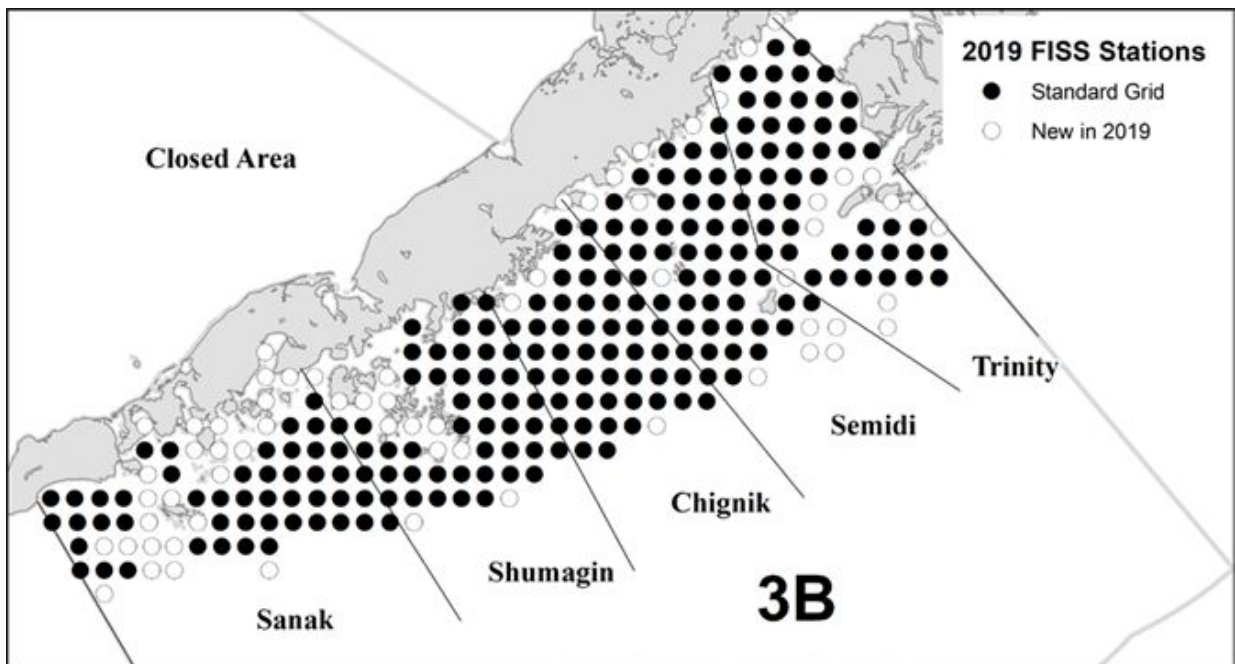 2019 FISS Stations
Standard Grid
New in 2019
Closed Area
Trinity
Semidi
Chignik
Shumagin
3B
Sanak